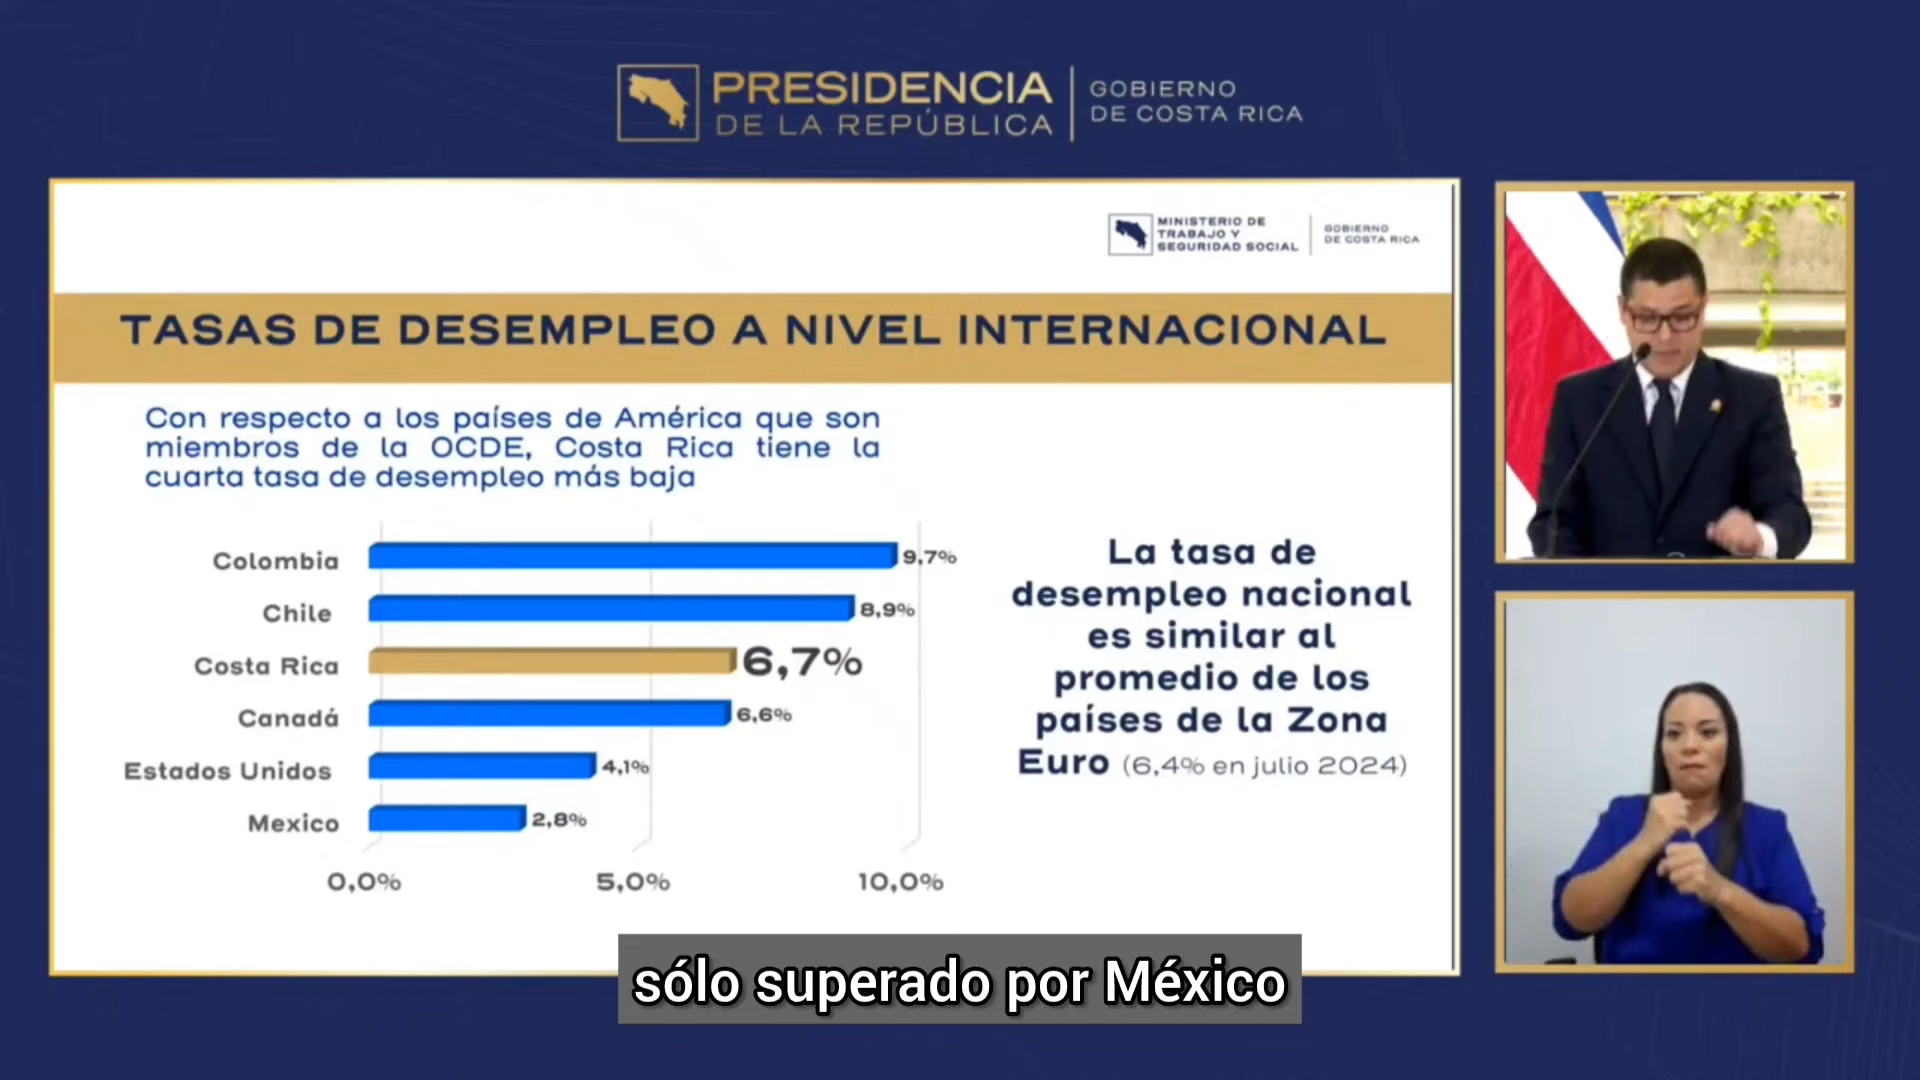 PRESIDENCIA
DE LA REPÚBLICA
GOBIERNO
DE COSTA RICA
MINISTERIO DE
TRABAJO Y
SEGURIDAD SOCIAL
GOBIERNO
DE COSTA RICA
TASAS DE DESEMPLEO A NIVEL INTERNACIONAL
Con respecto a los países de América que son
miembros de la OCDE, Costa Rica tiene la
cuarta tasa de desempleo más baja
Colombia 9,7%
Chile 8,9%
Costa Rica 6,7%
Canadá 6,6%
Estados Unidos 4,1%
Mexico 2,8%
0,0% 5,0% 10,0%
La tasa de
desempleo nacional
es similar al
promedio de los
países de la Zona
Euro (6,4% en julio 2024)
sólo superado por México